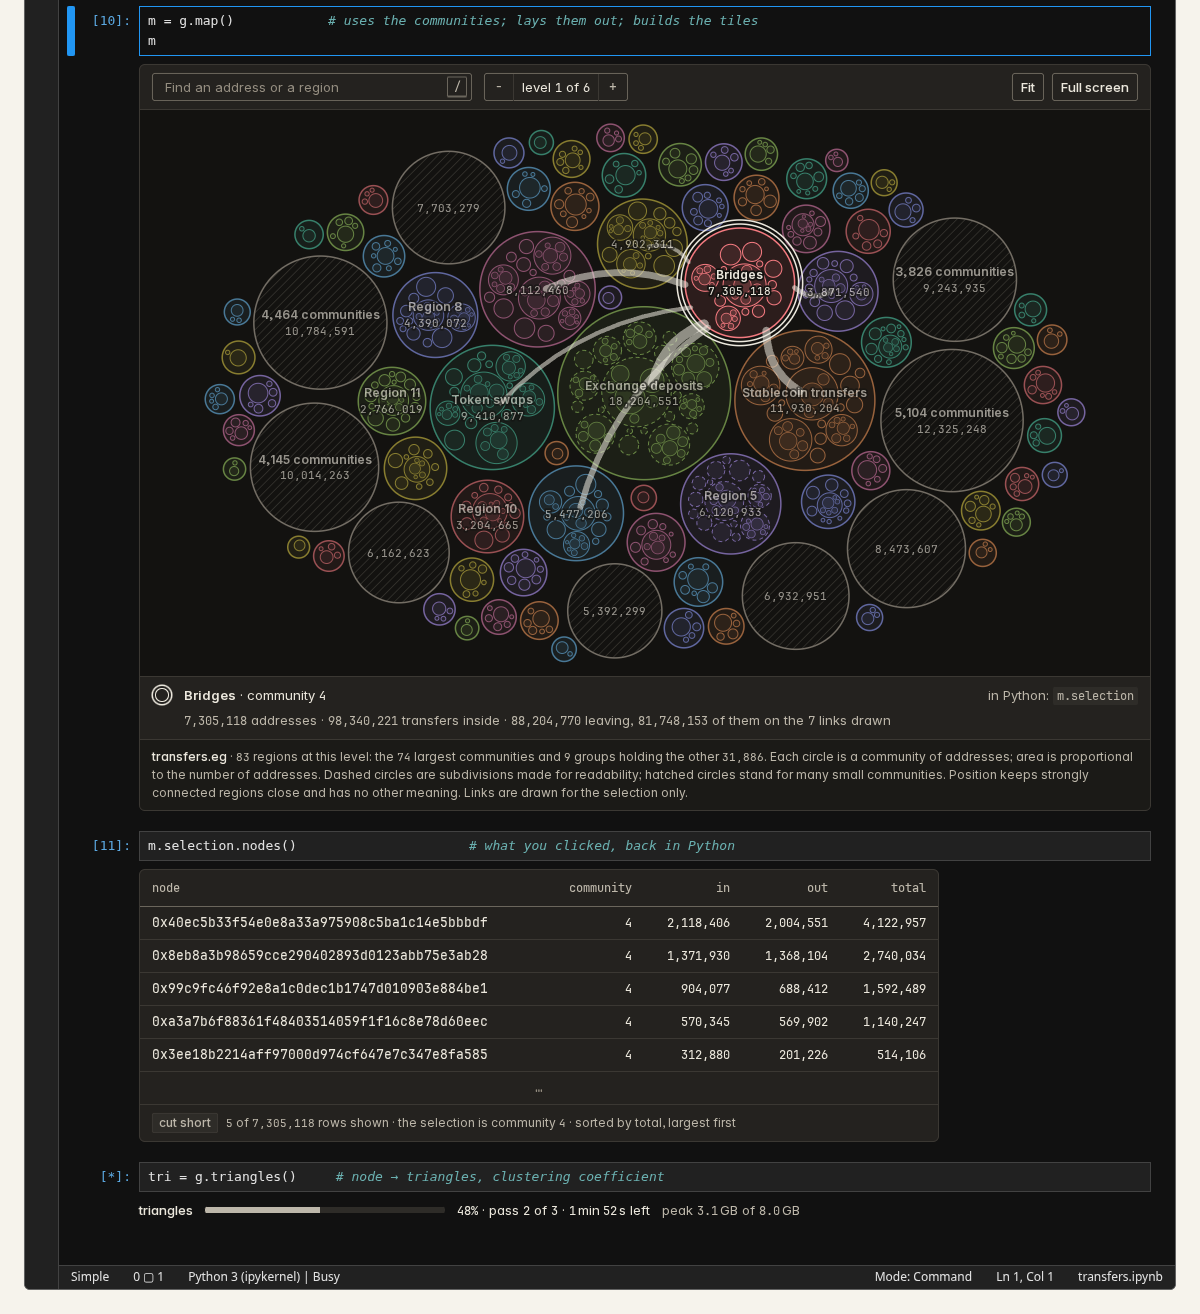 [10]: m = g.map() # uses the communities; lays them out; builds the tiles
m
Find an address or a region / - level 1 of 6 + Fit Full screen
7,703,279
4,902,311
Bridges
7,305,118
3,826 communities
9,243,935
8,112,460
3,871,540
4,464 communities
10,784,591
Region 8
4,390,072
Exchange deposits
18,204,551
Stablecoin transfers
11,930,204
Region 11
2,766,019
Token swaps
9,410,877
5,104 communities
12,325,248
4,145 communities
10,014,263
Region 5
6,120,933
Region 10
3,204,665
5,477,206
6,162,623
8,473,607
5,392,299
6,932,951
Bridges · community 4 in Python: m.selection
7,305,118 addresses · 98,340,221 transfers inside · 88,204,770 leaving, 81,748,153 of them on the 7 links drawn
transfers.eg · 83 regions at this level: the 74 largest communities and 9 groups holding the other 31,886. Each circle is a community of addresses; area is proportional
to the number of addresses. Dashed circles are subdivisions made for readability; hatched circles stand for many small communities. Position keeps strongly
connected regions close and has no other meaning. Links are drawn for the selection only.
[11]: m.selection.nodes() # what you clicked, back in Python
node community in out total
0x40ec5b33f54e0e8a33a975908c5ba1c14e5bbbdf 4 2,118,406 2,004,551 4,122,957
0x8eb8a3b98659cce290402893d0123abb75e3ab28 4 1,371,930 1,368,104 2,740,034
0x99c9fc46f92e8a1c0dec1b1747d010903e884be1 4 904,077 688,412 1,592,489
0xa3a7b6f88361f48403514059f1f16c8e78d60eec 4 570,345 569,902 1,140,247
0x3ee18b2214aff97000d974cf647e7c347e8fa585 4 312,880 201,226 514,106
…
cut short 5 of 7,305,118 rows shown · the selection is community 4 · sorted by total, largest first
[*]: tri = g.triangles() # node → triangles, clustering coefficient
triangles 48% · pass 2 of 3 · 1 min 52 s left peak 3.1 GB of 8.0 GB
Simple 0 1 Python 3 (ipykernel) | Busy Mode: Command Ln 1, Col 1 transfers.ipynb